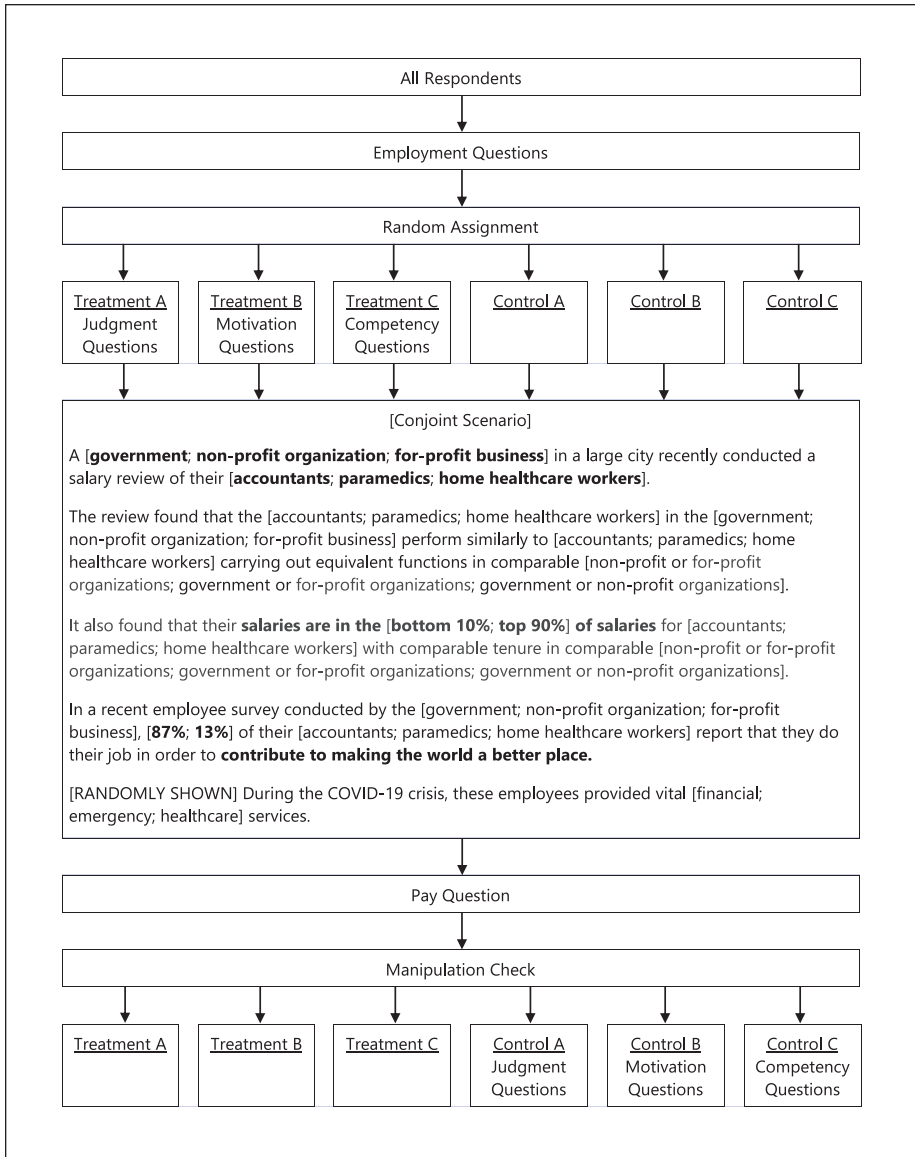 All Respondents
Employment Questions
Random Assignment
Treatment A
Judgment
Questions
Treatment B
Motivation
Questions
Treatment C
Competency
Questions
Control A
Control B
Control C
[Conjoint Scenario]
A [government; non-profit organization; for-profit business] in a large city recently conducted a
salary review of their [accountants; paramedics; home healthcare workers].
The review found that the [accountants; paramedics; home healthcare workers] in the [government;
non-profit organization; for-profit business] perform similarly to [accountants; paramedics; home
healthcare workers] carrying out equivalent functions in comparable [non-profit or for-profit
organizations; government or for-profit organizations; government or non-profit organizations].
It also found that their salaries are in the [bottom 10%; top 90%] of salaries for [accountants;
paramedics; home healthcare workers] with comparable tenure in comparable [non-profit or for-profit
organizations; government or for-profit organizations; government or non-profit organizations].
In a recent employee survey conducted by the [government; non-profit organization; for-profit
business], [87%; 13%] of their [accountants; paramedics; home healthcare workers] report that they do
their job in order to contribute to making the world a better place.
[RANDOMLY SHOWN] During the COVID-19 crisis, these employees provided vital [financial;
emergency; healthcare] services.
Pay Question
Manipulation Check
Treatment A
Treatment B
Treatment C
Control A
Judgment
Questions
Control B
Motivation
Questions
Control C
Competency
Questions